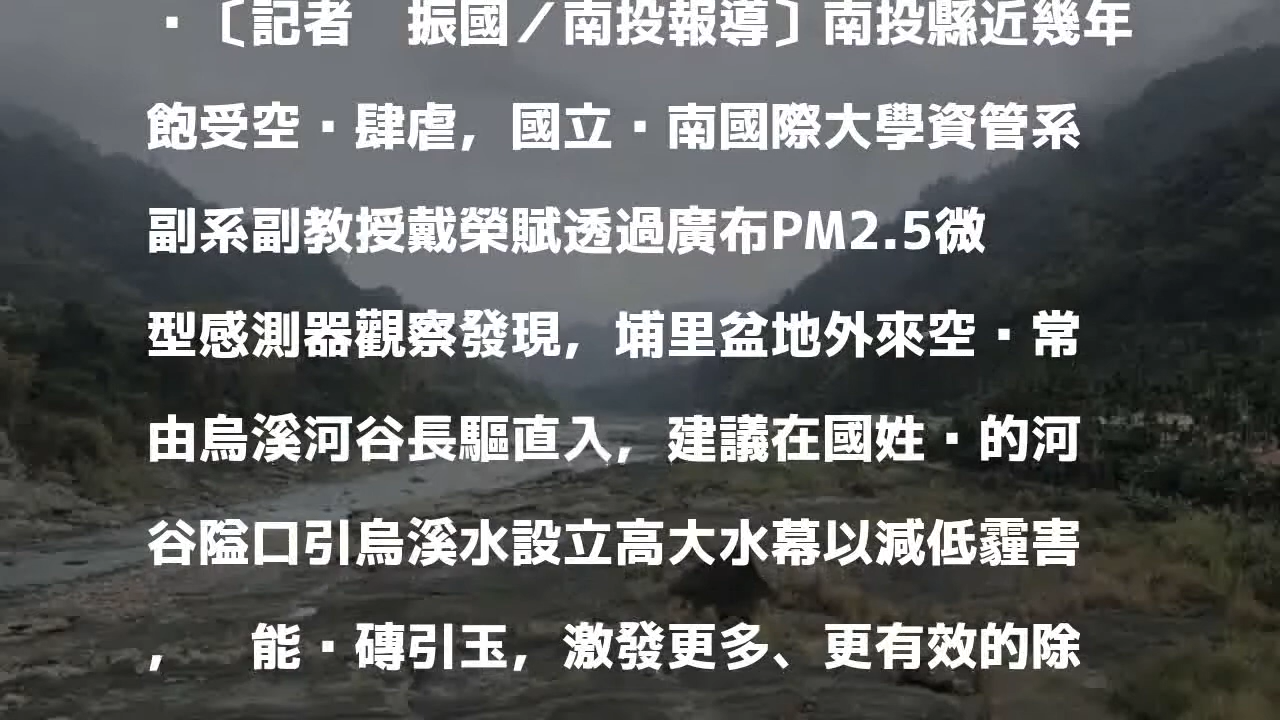 ▪〔記者　振國／南投報導〕南投縣近幾年
飽受空▪肆虐，國立▪南國際大學資管系
副系副教授戴榮賦透過廣布PM2.5微
型感測器觀察發現，埔里盆地外來空▪常
由烏溪河谷長驅直入，建議在國姓▪的河
谷隘口引烏溪水設立高大水幕以減低霾害
，　能▪磚引玉，激發更多、更有效的除